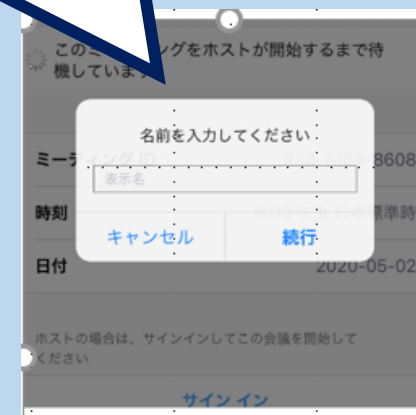 このミーティングをホストが開始するまで待
機しています
名前を入力してください
ミーティング ID 8608
表示名
時刻 標準時
キャンセル 続行
日付 2020-05-02
ホストの場合は、サインインしてこの会議を開始して
ください
サイン イン